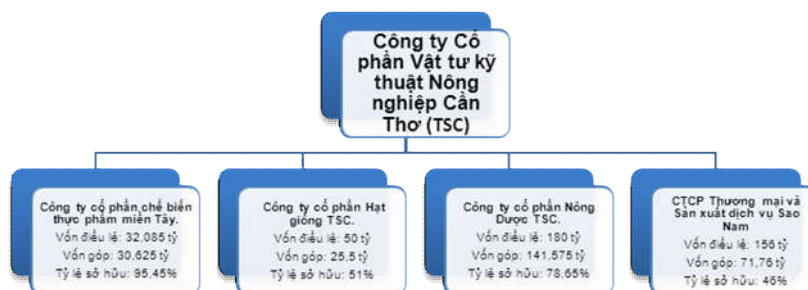 Công ty Cổ
phần Vật tư kỹ
thuật Nông
nghiệp Cần
Thơ (TSC)
Công ty cổ phần chế biến
thực phẩm miền Tây.
Vốn điều lệ: 32,085 tỷ
Vốn góp: 30,625 tỷ
Tỷ lệ sở hữu: 95,45%
Công ty cổ phần Hạt
giống TSC.
Vốn điều lệ: 50 tỷ
Vốn góp: 25,5 tỷ
Tỷ lệ sở hữu: 51%
Công ty cổ phần Nông
Dược TSC.
Vốn điều lệ: 180 tỷ
Vốn góp: 141,575 tỷ
Tỷ lệ sở hữu: 78,65%
CTCP Thương mại và
Sản xuất dịch vụ Sao
Nam
Vốn điều lệ: 156 tỷ
Vốn góp: 71,76 tỷ
Tỷ lệ sở hữu: 46%